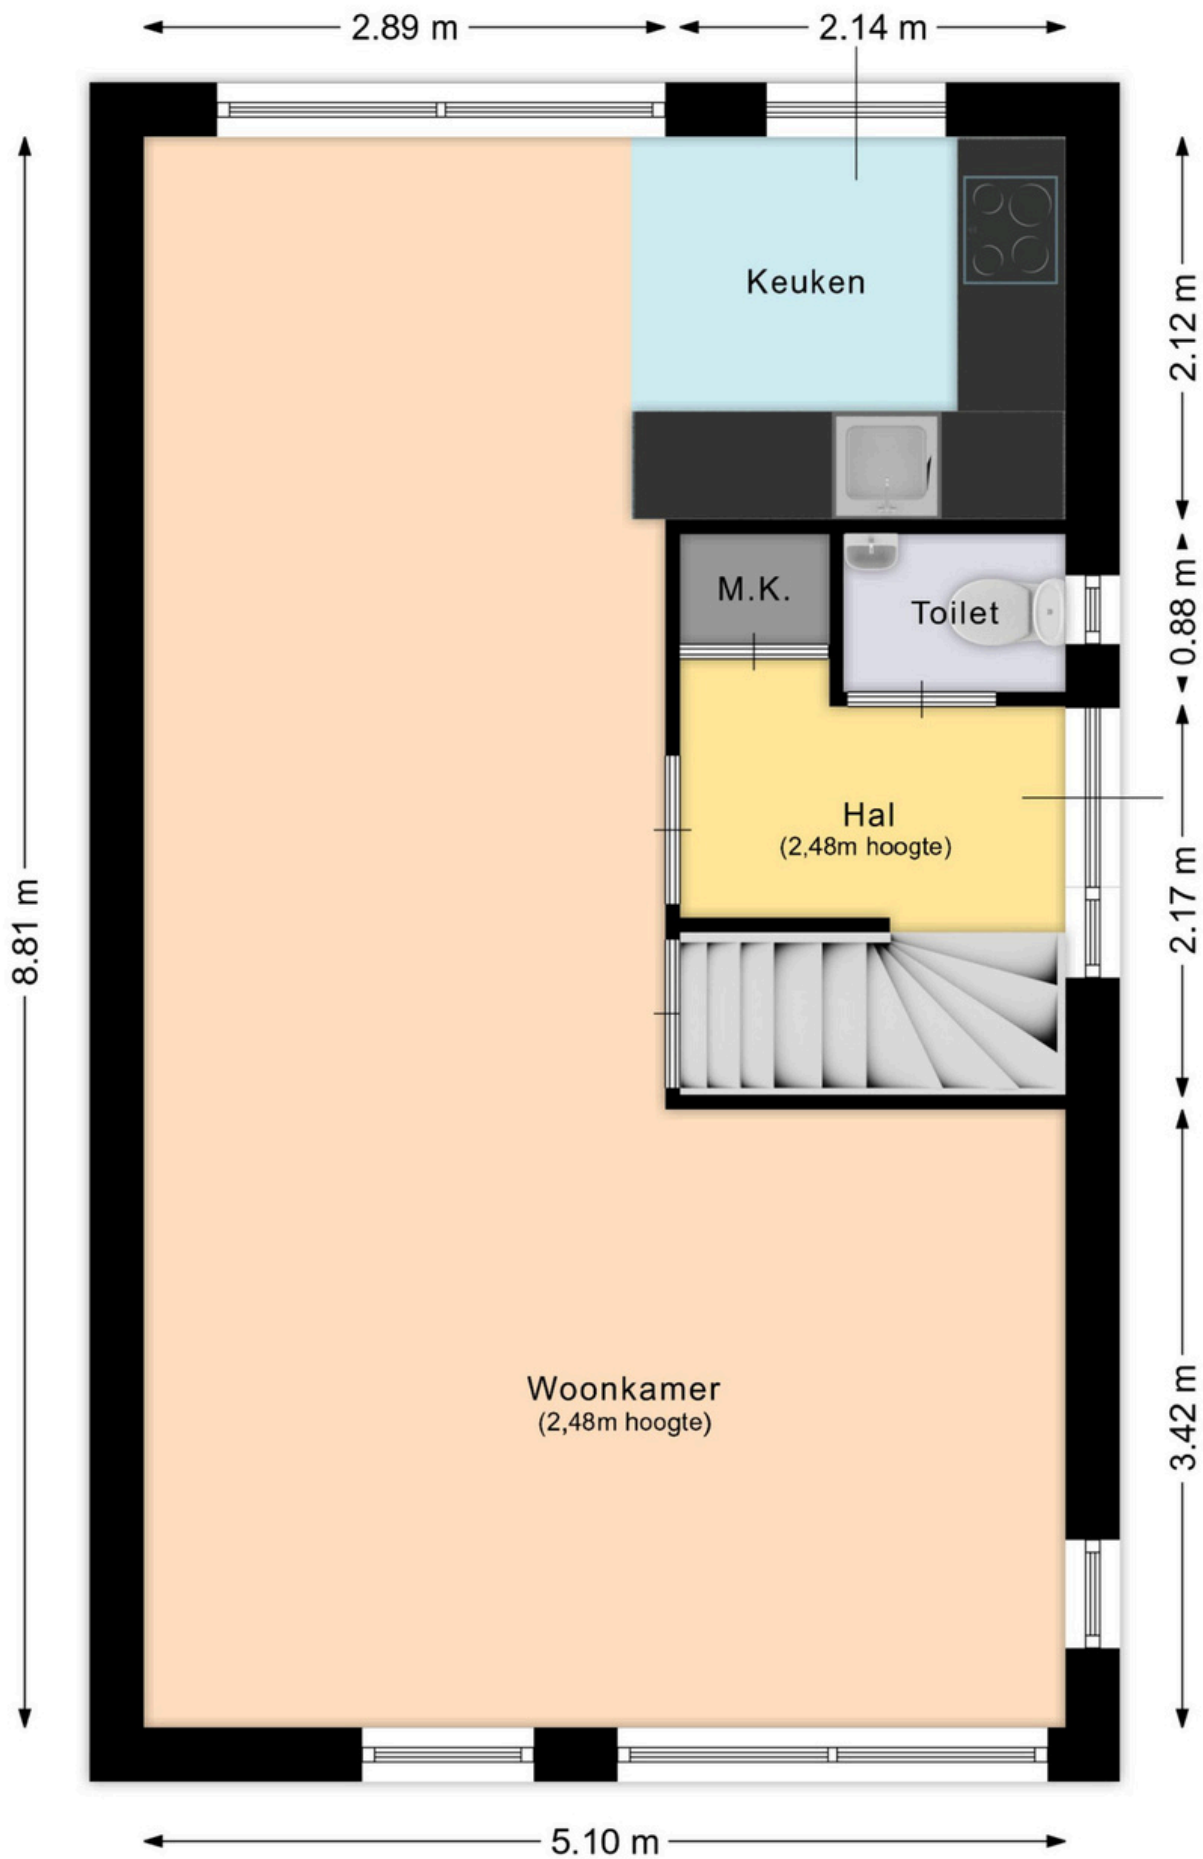 2.89 m
2.14 m
Keuken
2.12 m
M.K.
Toilet
0.88 m
Hal
(2,48m hoogte)
8.81 m
2.17 m
Woonkamer
(2,48m hoogte)
3.42 m
5.10 m